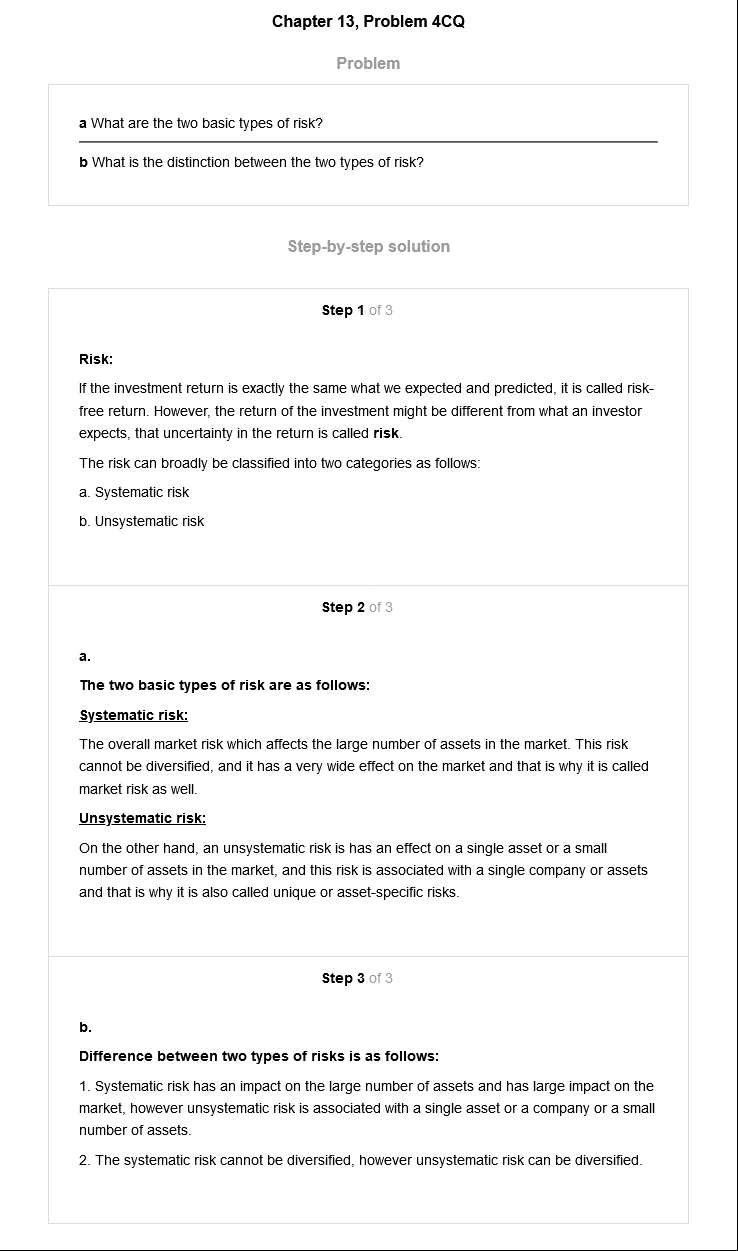 Chapter 13, Problem 4CQ
Problem
a What are the two basic types of risk?
b What is the distinction between the two types of risk?
Step-by-step solution
Step 1 of 3
Risk:
If the investment return is exactly the same what we expected and predicted, it is called risk-
free return. However, the return of the investment might be different from what an investor
expects, that uncertainty in the return is called risk.
The risk can broadly be classified into two categories as follows:
a. Systematic risk
b. Unsystematic risk
Step 2 of 3
a.
The two basic types of risk are as follows:
Systematic risk:
The overall market risk which affects the large number of assets in the market. This risk
cannot be diversified, and it has a very wide effect on the market and that is why it is called
market risk as well.
Unsystematic risk:
On the other hand, an unsystematic risk is has an effect on a single asset or a small
number of assets in the market, and this risk is associated with a single company or assets
and that is why it is also called unique or asset-specific risks.
Step 3 of 3
b.
Difference between two types of risks is as follows:
1. Systematic risk has an impact on the large number of assets and has large impact on the
market, however unsystematic risk is associated with a single asset or a company or a small
number of assets.
2. The systematic risk cannot be diversified, however unsystematic risk can be diversified.